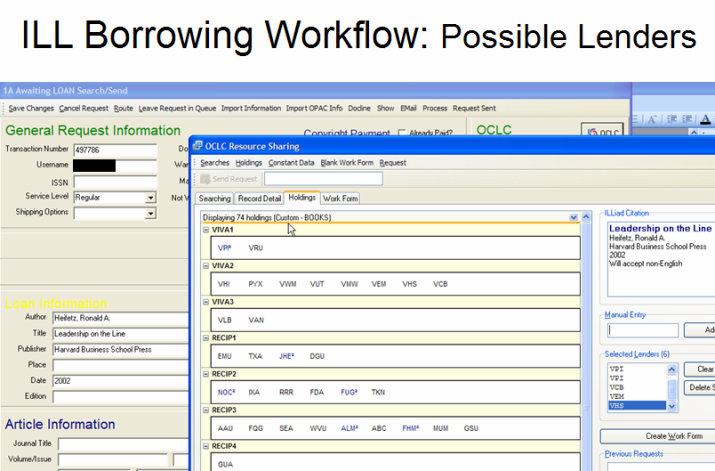 ILL Borrowing Workflow: Possible Lenders
1A Awaiting LOAN Search/Send
Save Changes Cancel Request Route Leave Request in Queue Import Information Import OPAC Info Docline Show EMail Process Request Sent
General Request Information
Copyright Payment
Already Paid?
OCLC
OCLC
Transaction Number 497786
Username
ISSN
Service Level Regular
Shipping Options
Not V
OCLC Resource Sharing
Searches Holdings Constant Data Blank Work Form Request
Send Request
Searching Record Detail Holdings Work Form
Displaying 74 holdings (Custom - BOOKS)
VIVA1
VRU
VIVA2
VHI PYX VWM VUT VMW VEM VHS VCB
VIVA3
VLB VAN
RECIP1
EMU TXA JHE* DGU
RECIP2
NOC* IXA RRR FDA FUG* TKN
RECIP3
AAU FQG SEA WVU ALM* ABC FHM* MUM GSU
RECIP4
GUA
ILLiad Citation
Leadership on the Line
Heifetz, Ronald A.
Harvard Business School Press
2002
Will accept non-English
Manual Entry
Selected Lenders (6)
VPI
VPI
VCB
VEM
VHS
Clear
Delete S
Create Work Form
Previous Requests
Loan Information
Author Heifetz, Ronald A.
Title Leadership on the Line
Publisher Harvard Business School Press
Place
Date 2002
Edition
Article Information
Journal Title
Volume/Issue